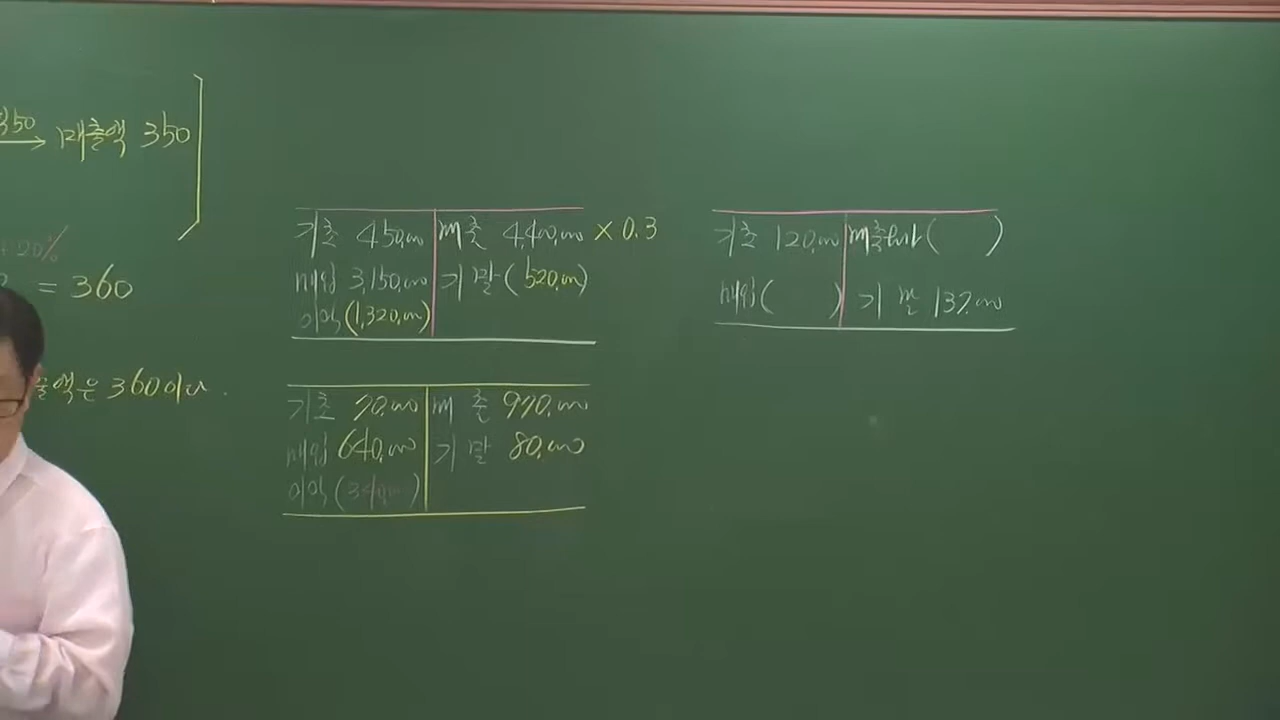 350
→ 매출액 350
+20%
= 360
출액은 360이다.
기초 450,000 매출 4,400,000 × 0.3
매입 3,150,000 기말 (520,000)
이익 (1,320,000)
기초 70,000 매출 970,000
매입 640,000 기말 80,000
이익 (340,000)
기초 120,000 매출원가 ( )
매입 ( ) 기말 137,000